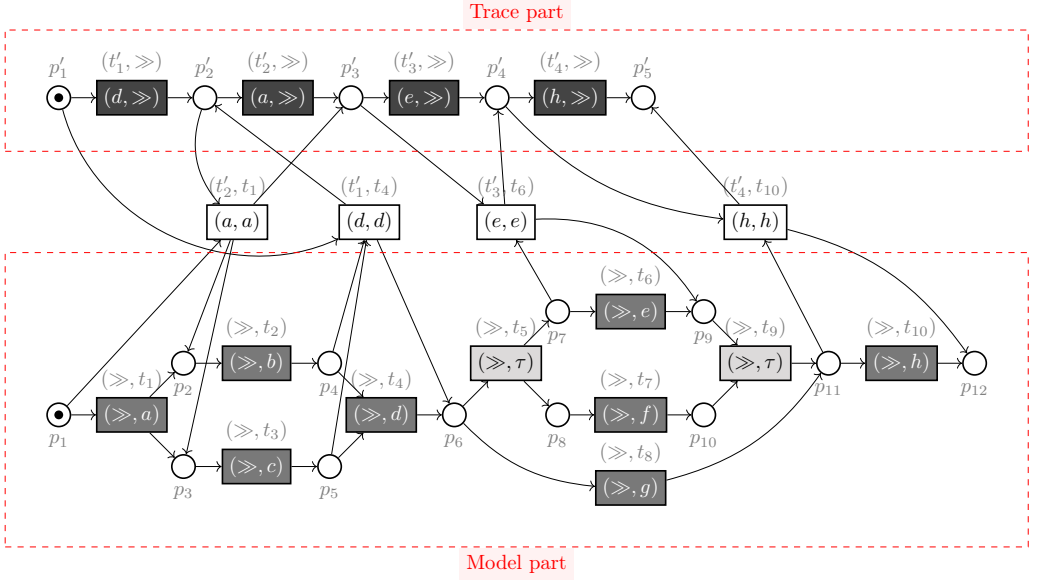 Trace part
(t′₁, ≫) (t′₂, ≫) (t′₃, ≫) (t′₄, ≫)
p′₁ p′₂ p′₃ p′₄ p′₅
(d, ≫) (a, ≫) (e, ≫) (h, ≫)
(t′₂, t₁) (t′₁, t₄) (t′₃, t₆) (t′₄, t₁₀)
(a, a) (d, d) (e, e) (h, h)
(≫, t₆)
(≫, e)
(≫, t₂) (≫, t₅) p₇ p₉ (≫, t₉) (≫, t₁₀)
(≫, b) (≫, τ) (≫, τ) (≫, h)
(≫, t₁) p₂ p₄ (≫, t₄) (≫, t₇) p₁₁ p₁₂
(≫, a) (≫, d) (≫, f)
p₁ (≫, t₃) p₆ p₈ p₁₀
(≫, t₈)
(≫, c)
p₃ p₅ (≫, g)
Model part